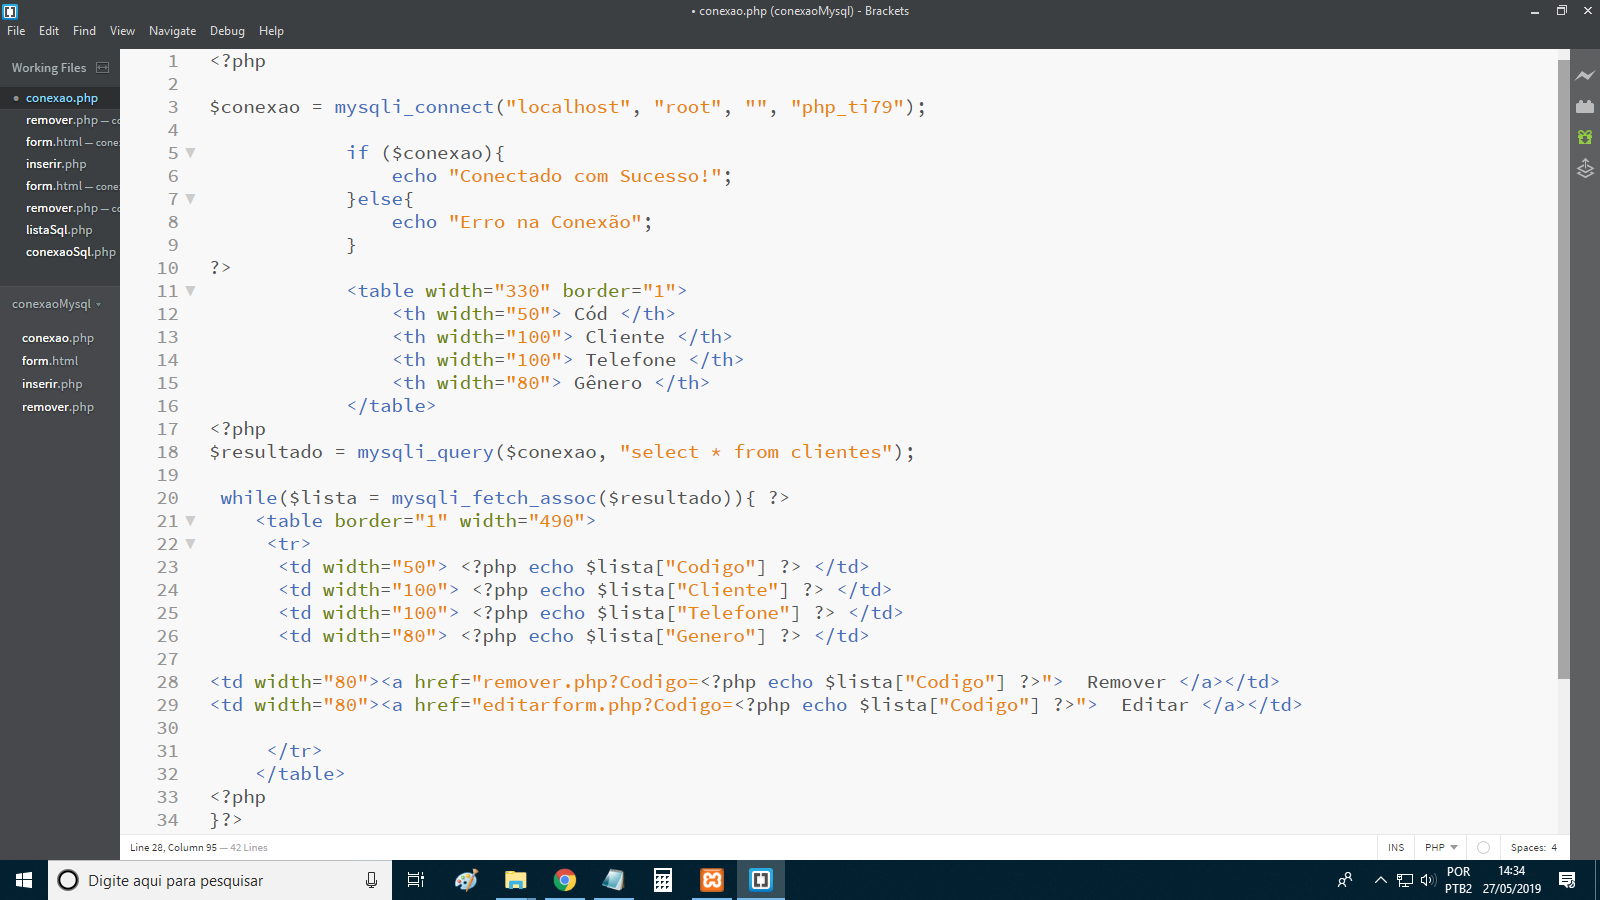 • conexao.php (conexaoMysql) - Brackets
File Edit Find View Navigate Debug Help
Working Files
conexao.php
remover.php — co
form.html — cone
inserir.php
form.html — cone
remover.php — co
listaSql.php
conexaoSql.php
conexaoMysql
conexao.php
form.html
inserir.php
remover.php
1 <?php
2
3 $conexao = mysqli_connect("localhost", "root", "", "php_ti79");
4
5 if ($conexao){
6 echo "Conectado com Sucesso!";
7 }else{
8 echo "Erro na Conexão";
9 }
10 ?>
11 <table width="330" border="1">
12 <th width="50"> Cód </th>
13 <th width="100"> Cliente </th>
14 <th width="100"> Telefone </th>
15 <th width="80"> Gênero </th>
16 </table>
17 <?php
18 $resultado = mysqli_query($conexao, "select * from clientes");
19
20 while($lista = mysqli_fetch_assoc($resultado)){ ?>
21 <table border="1" width="490">
22 <tr>
23 <td width="50"> <?php echo $lista["Codigo"] ?> </td>
24 <td width="100"> <?php echo $lista["Cliente"] ?> </td>
25 <td width="100"> <?php echo $lista["Telefone"] ?> </td>
26 <td width="80"> <?php echo $lista["Genero"] ?> </td>
27
28 <td width="80"><a href="remover.php?Codigo=<?php echo $lista["Codigo"] ?>"> Remover </a></td>
29 <td width="80"><a href="editarform.php?Codigo=<?php echo $lista["Codigo"] ?>"> Editar </a></td>
30
31 </tr>
32 </table>
33 <?php
34 }?>
Line 28, Column 95 — 42 Lines
INS PHP Spaces: 4
Digite aqui para pesquisar
POR 14:34
PTB2 27/05/2019